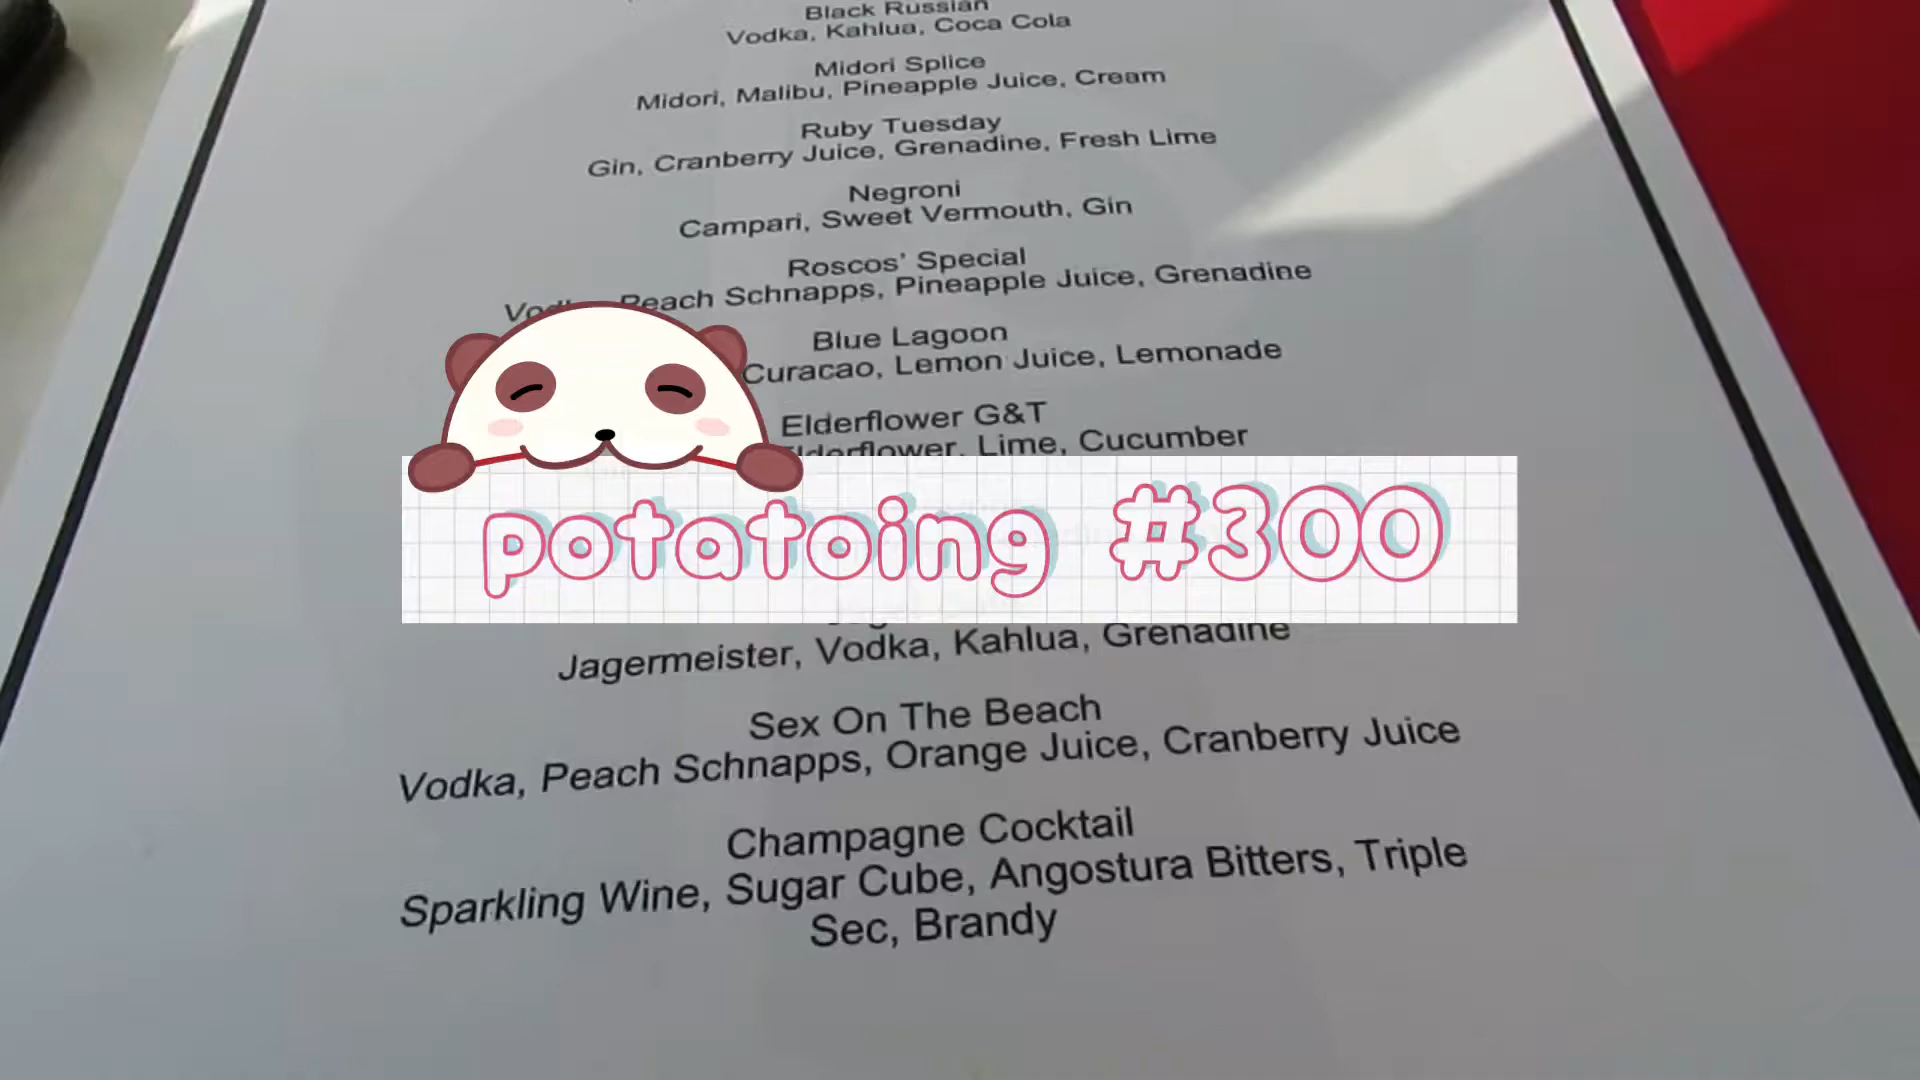 Black Russian
Vodka, Kahlua, Coca Cola
Midori Splice
Midori, Malibu, Pineapple Juice, Cream
Ruby Tuesday
Gin, Cranberry Juice, Grenadine, Fresh Lime
Negroni
Campari, Sweet Vermouth, Gin
Roscos' Special
Vodka, Peach Schnapps, Pineapple Juice, Grenadine
Blue Lagoon
Curacao, Lemon Juice, Lemonade
Elderflower G&T
Elderflower, Lime, Cucumber
potatoing #300
Jagermeister, Vodka, Kahlua, Grenadine
Sex On The Beach
Vodka, Peach Schnapps, Orange Juice, Cranberry Juice
Champagne Cocktail
Sparkling Wine, Sugar Cube, Angostura Bitters, Triple
Sec, Brandy